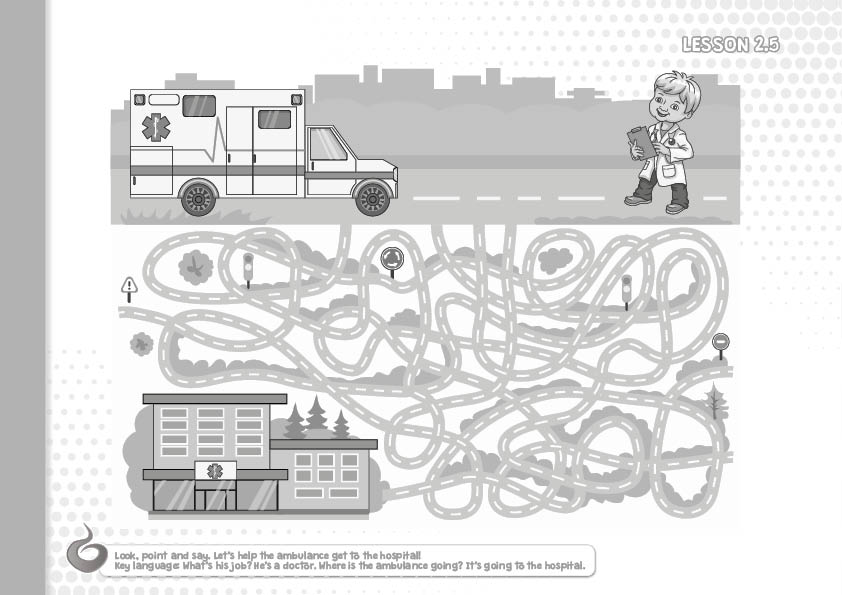 LESSON 2.5
Look, point and say. Let's help the ambulance get to the hospital!
Key language: What's his job? He's a doctor. Where is the ambulance going? It's going to the hospital.